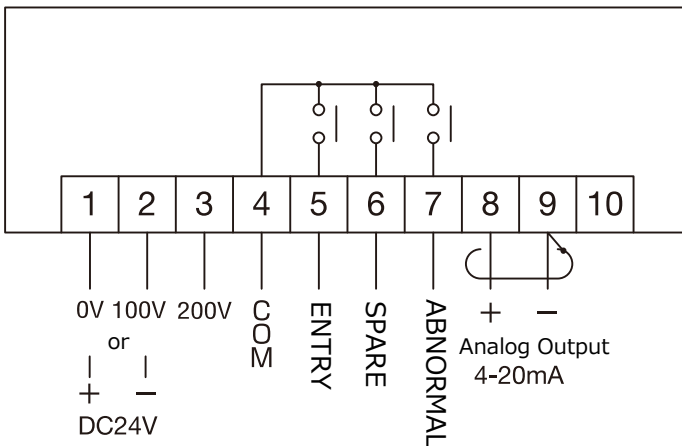 1 2 3 4 5 6 7 8 9 10
0V 100V 200V
or
+ −
DC24V
COM
ENTRY
SPARE
ABNORMAL
+ −
Analog Output
4-20mA